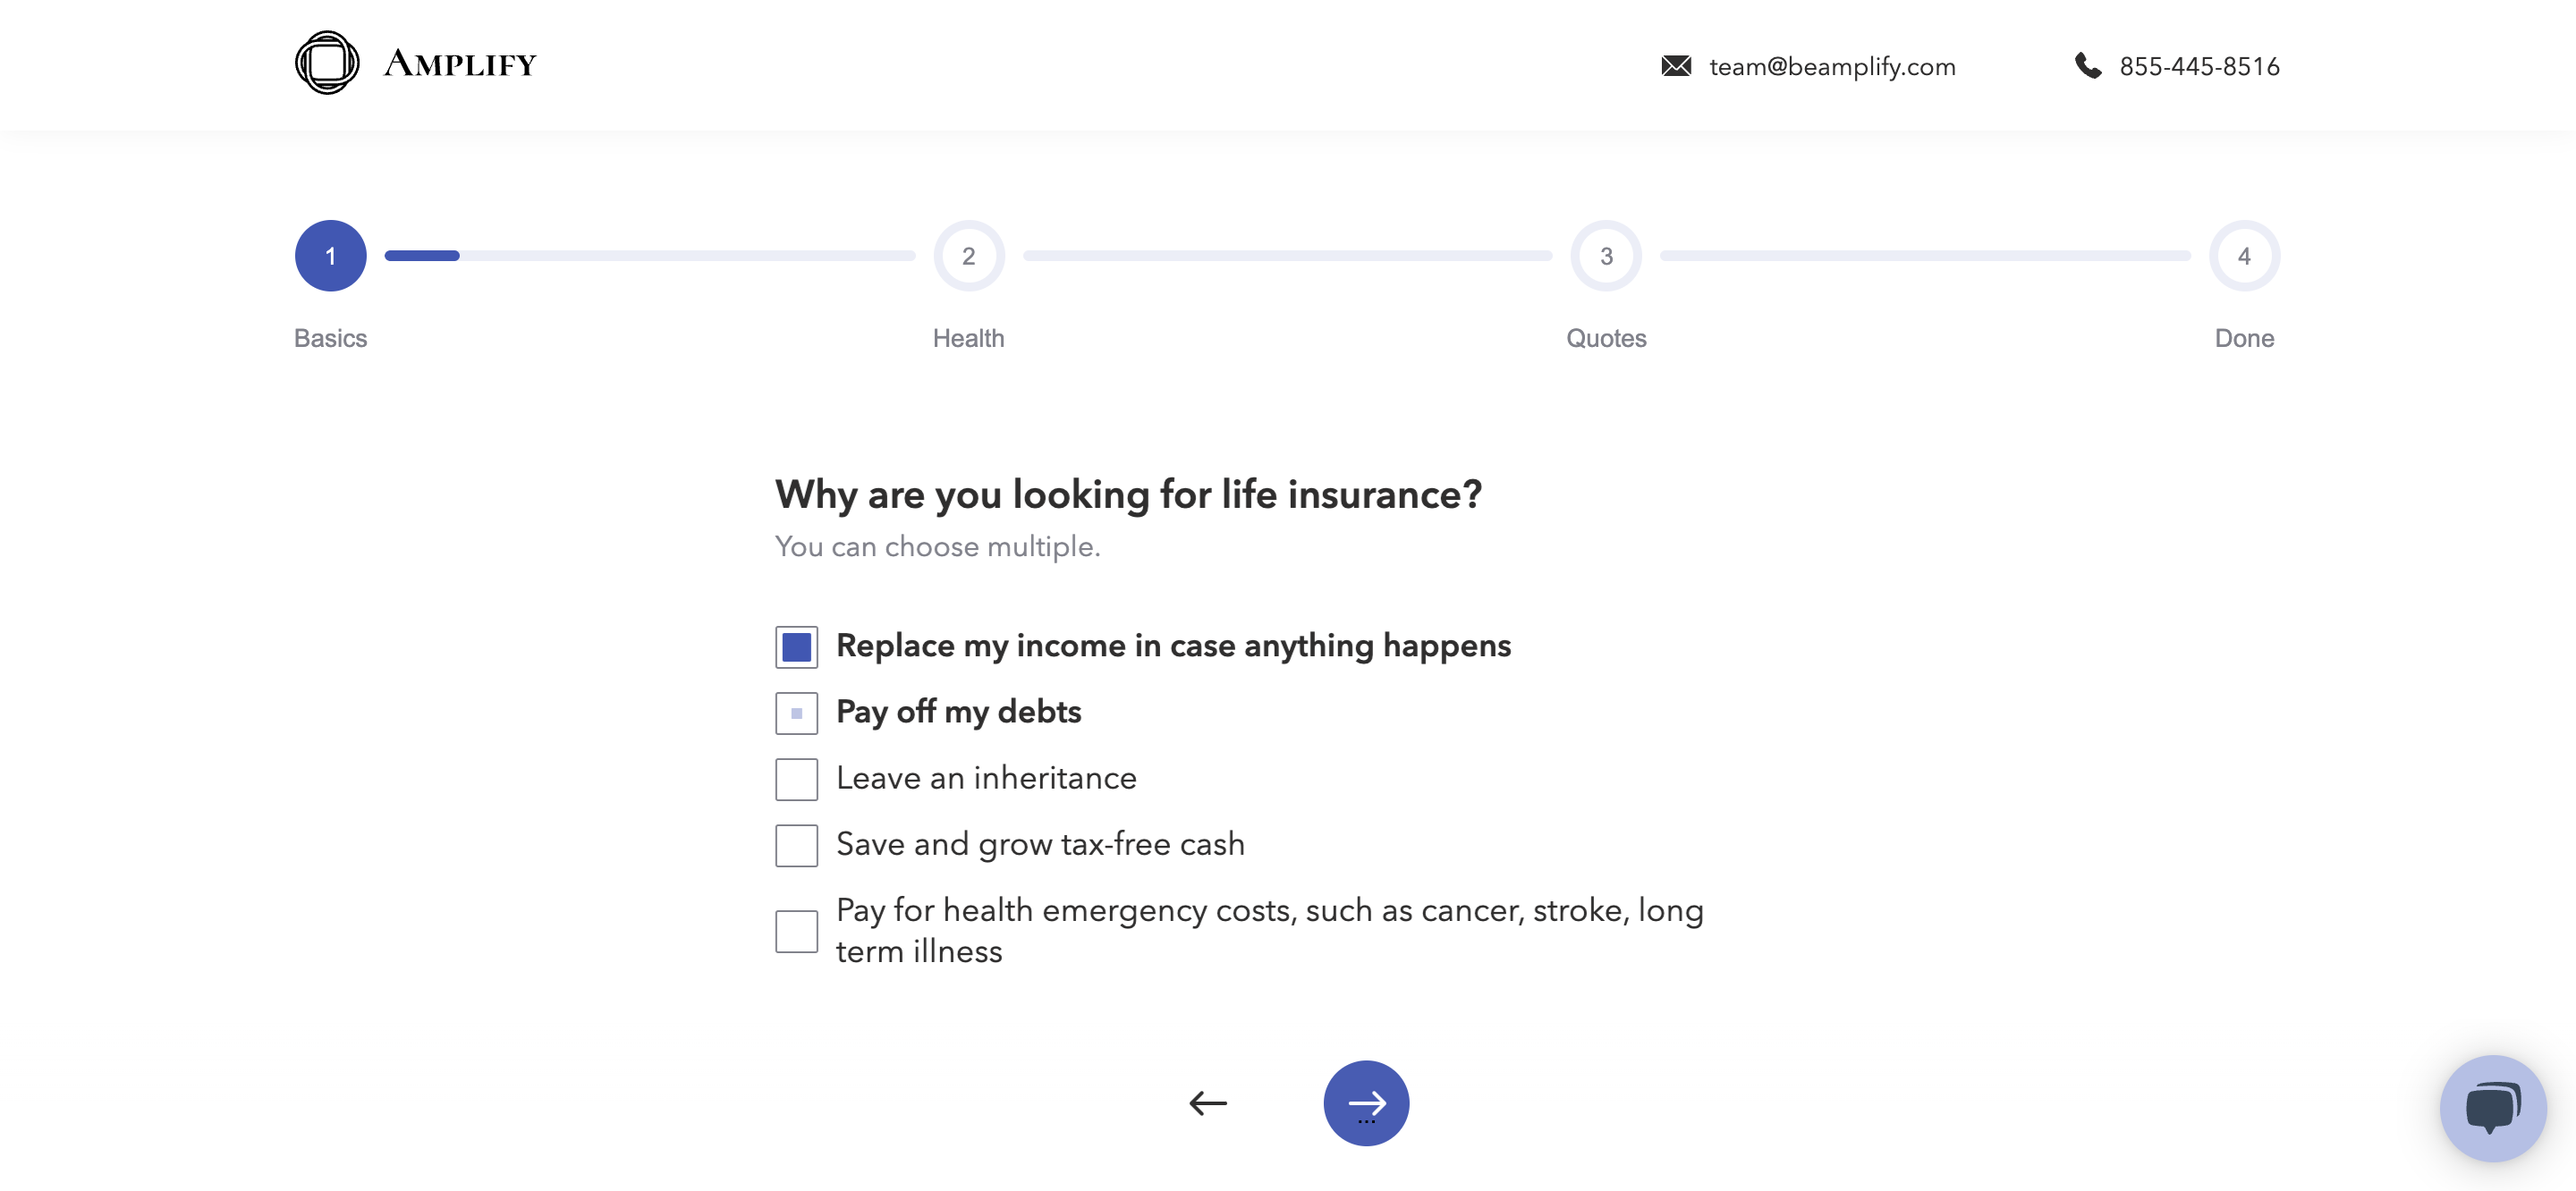 AMPLIFY
team@beamplify.com
855-445-8516
1
2
3
4
Basics
Health
Quotes
Done
Why are you looking for life insurance?
You can choose multiple.
Replace my income in case anything happens
Pay off my debts
Leave an inheritance
Save and grow tax-free cash
Pay for health emergency costs, such as cancer, stroke, long
term illness
...